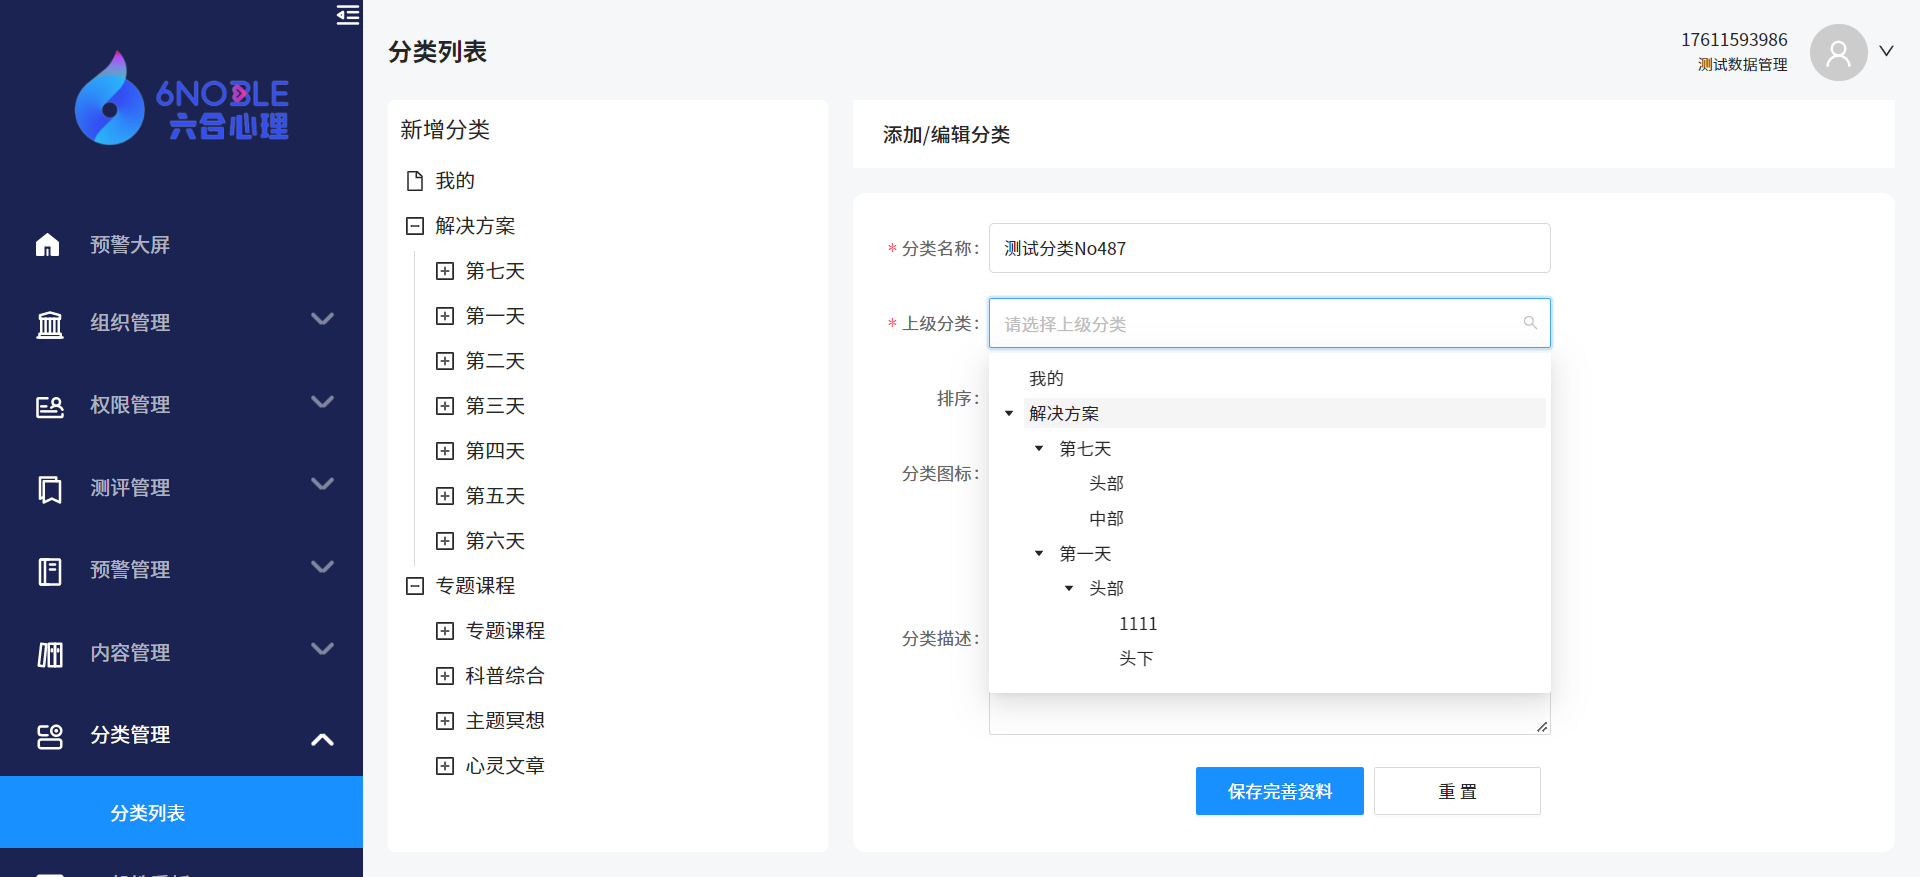 6NOBLE
六合心理
预警大屏
组织管理
权限管理
测评管理
预警管理
内容管理
分类管理
分类列表
分类列表
17611593986
测试数据管理
新增分类
我的
解决方案
第七天
第一天
第二天
第三天
第四天
第五天
第六天
专题课程
专题课程
科普综合
主题冥想
心灵文章
添加/编辑分类
* 分类名称：
测试分类No487
* 上级分类：
请选择上级分类
排序：
分类图标：
分类描述：
我的
解决方案
第七天
头部
中部
第一天
头部
1111
头下
保存完善资料
重 置